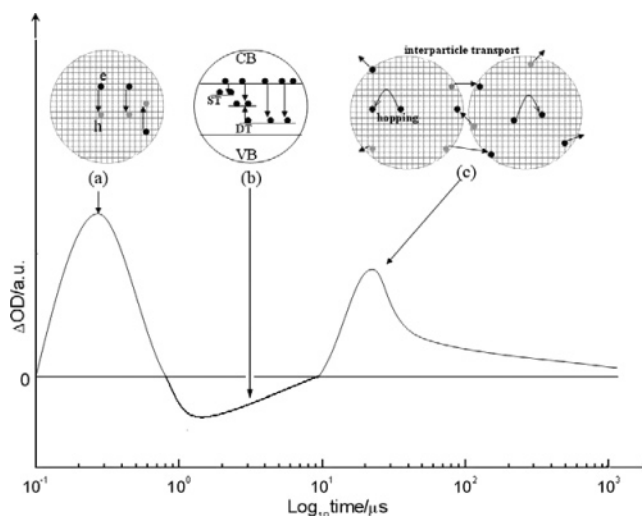 interparticle transport
CB
e
ST
h
DT
hopping
VB
(a)
(b)
(c)
ΔOD/a.u.
0
10⁻¹
10⁰
10¹
10²
10³
Log₁₀time/μs